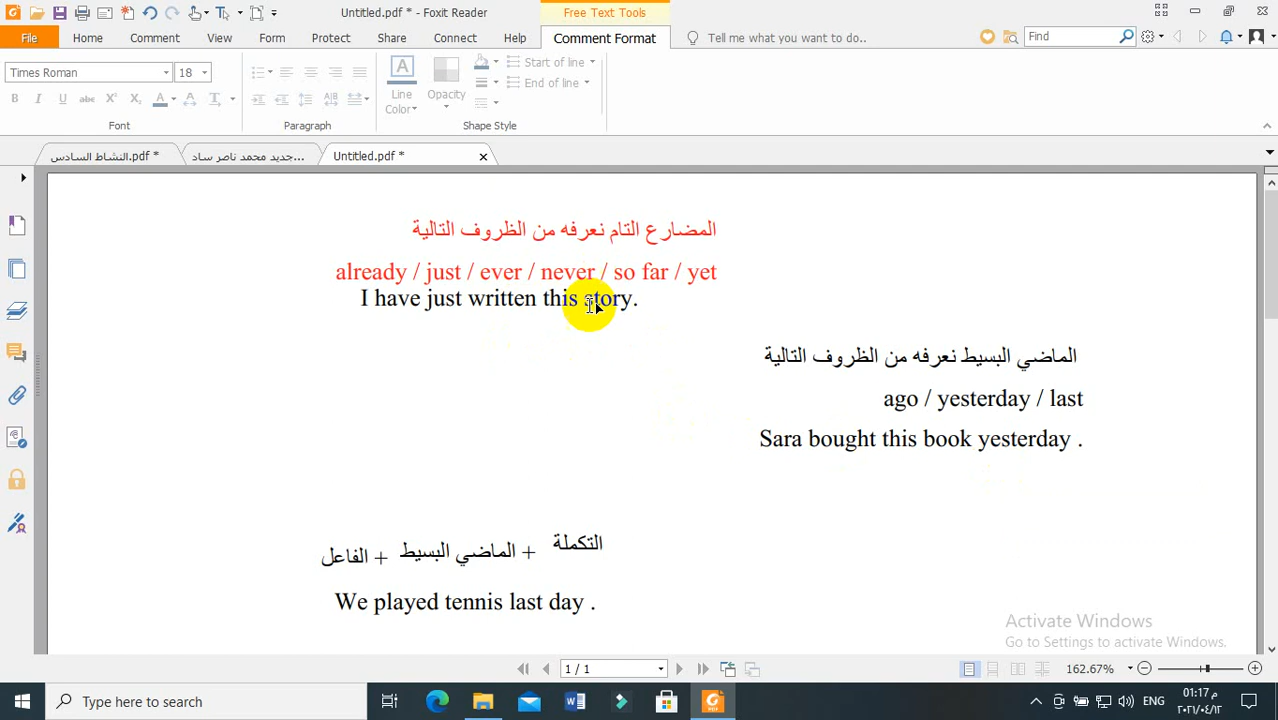 Untitled.pdf * - Foxit Reader
Free Text Tools
File Home Comment View Form Protect Share Connect Help Comment Format Tell me what you want to do.. Find
Times Roman 18
Start of line
End of line
Line Color
Opacity
Font Paragraph Shape Style
النشاط السادس.pdf *
جديد محمد ناصر ساد...
Untitled.pdf *
المضارع التام نعرفه من الظروف التالية
already / just / ever / never / so far / yet
I have just written this story.
الماضي البسيط نعرفه من الظروف التالية
ago / yesterday / last
Sara bought this book yesterday .
الفاعل + الماضي البسيط + التكملة
We played tennis last day .
Activate Windows
Go to Settings to activate Windows.
1 / 1
162.67%
Type here to search
ENG
01:17 م
٢٠٢١/٠٤/١٢